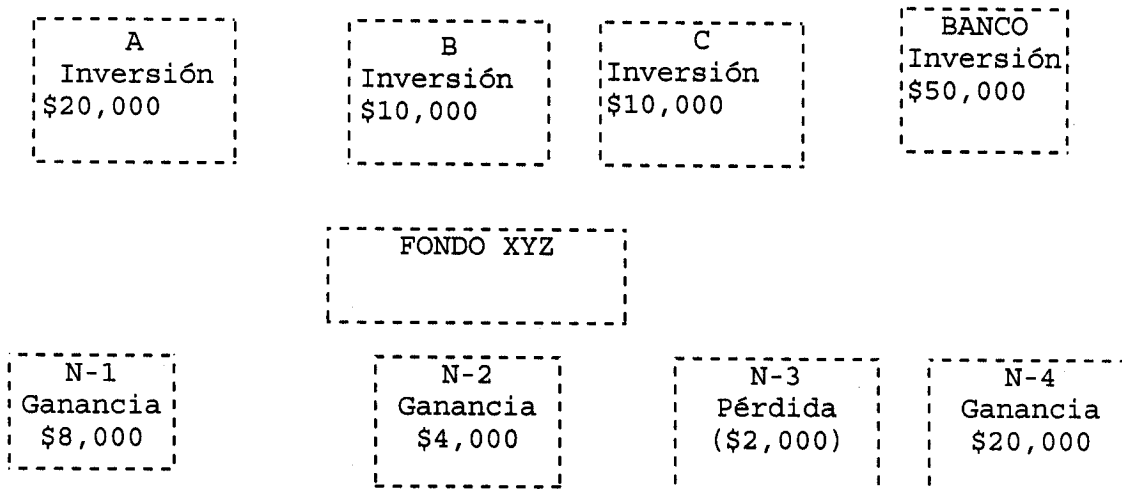 A
Inversión
$20,000
B
Inversión
$10,000
C
Inversión
$10,000
BANCO
Inversión
$50,000
FONDO XYZ
N-1
Ganancia
$8,000
N-2
Ganancia
$4,000
N-3
Pérdida
($2,000)
N-4
Ganancia
$20,000